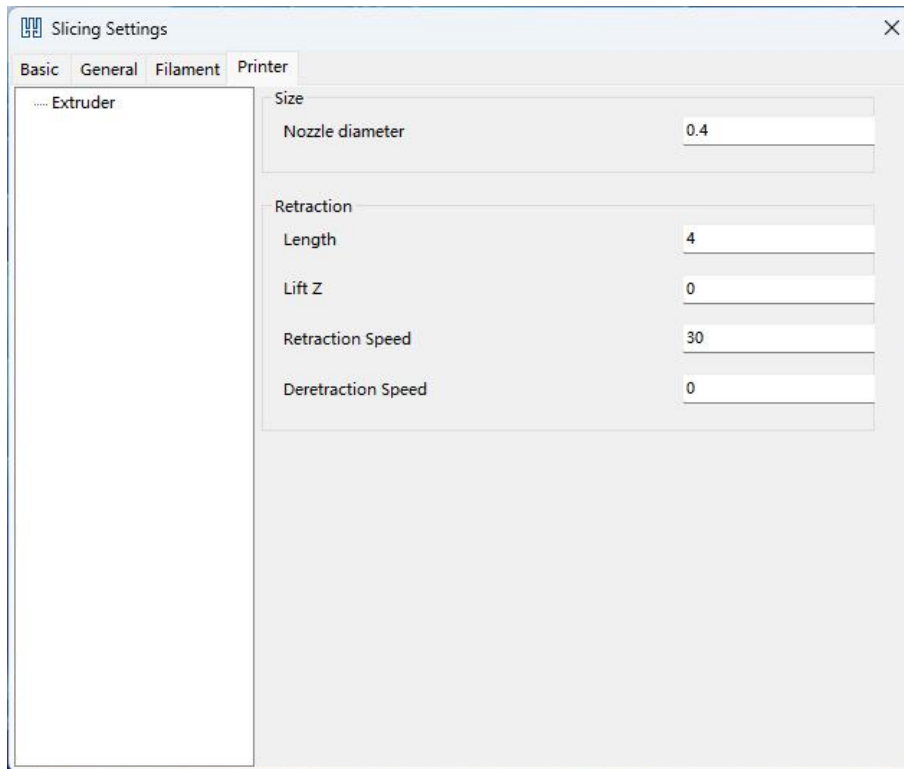 Slicing Settings
Basic General Filament Printer
Extruder
Size
Nozzle diameter 0.4
Retraction
Length 4
Lift Z 0
Retraction Speed 30
Deretraction Speed 0